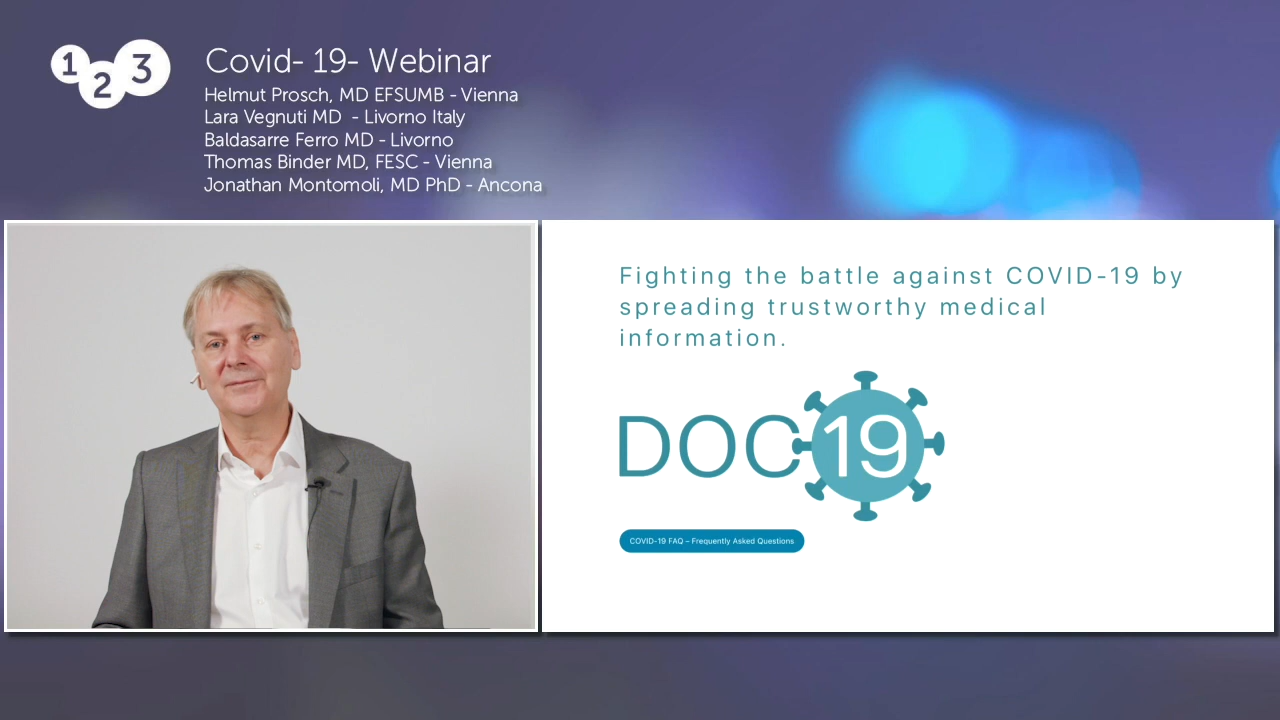 1 2 3
Covid- 19- Webinar
Helmut Prosch, MD EFSUMB - Vienna
Lara Vegnuti MD - Livorno Italy
Baldasarre Ferro MD - Livorno
Thomas Binder MD, FESC - Vienna
Jonathan Montomoli, MD PhD - Ancona
Fighting the battle against COVID-19 by
spreading trustworthy medical
information.
DOC19
COVID-19 FAQ – Frequently Asked Questions